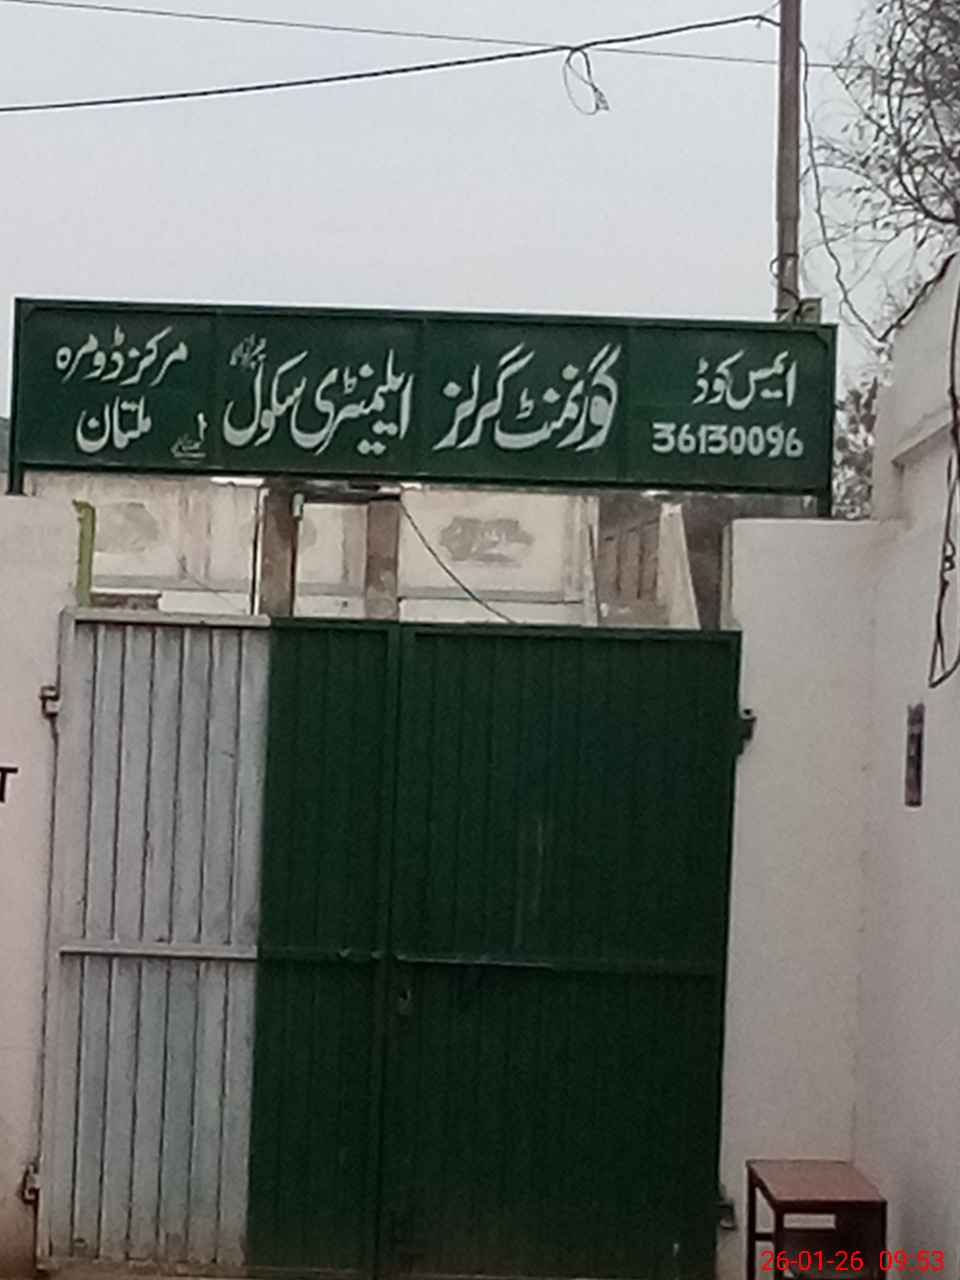 ایمس کوڈ
36130096
گورنمنٹ گرلز ایلیمنٹری سکول
مرکز ڈومرہ
ملتان
T
26-01-26 09:53